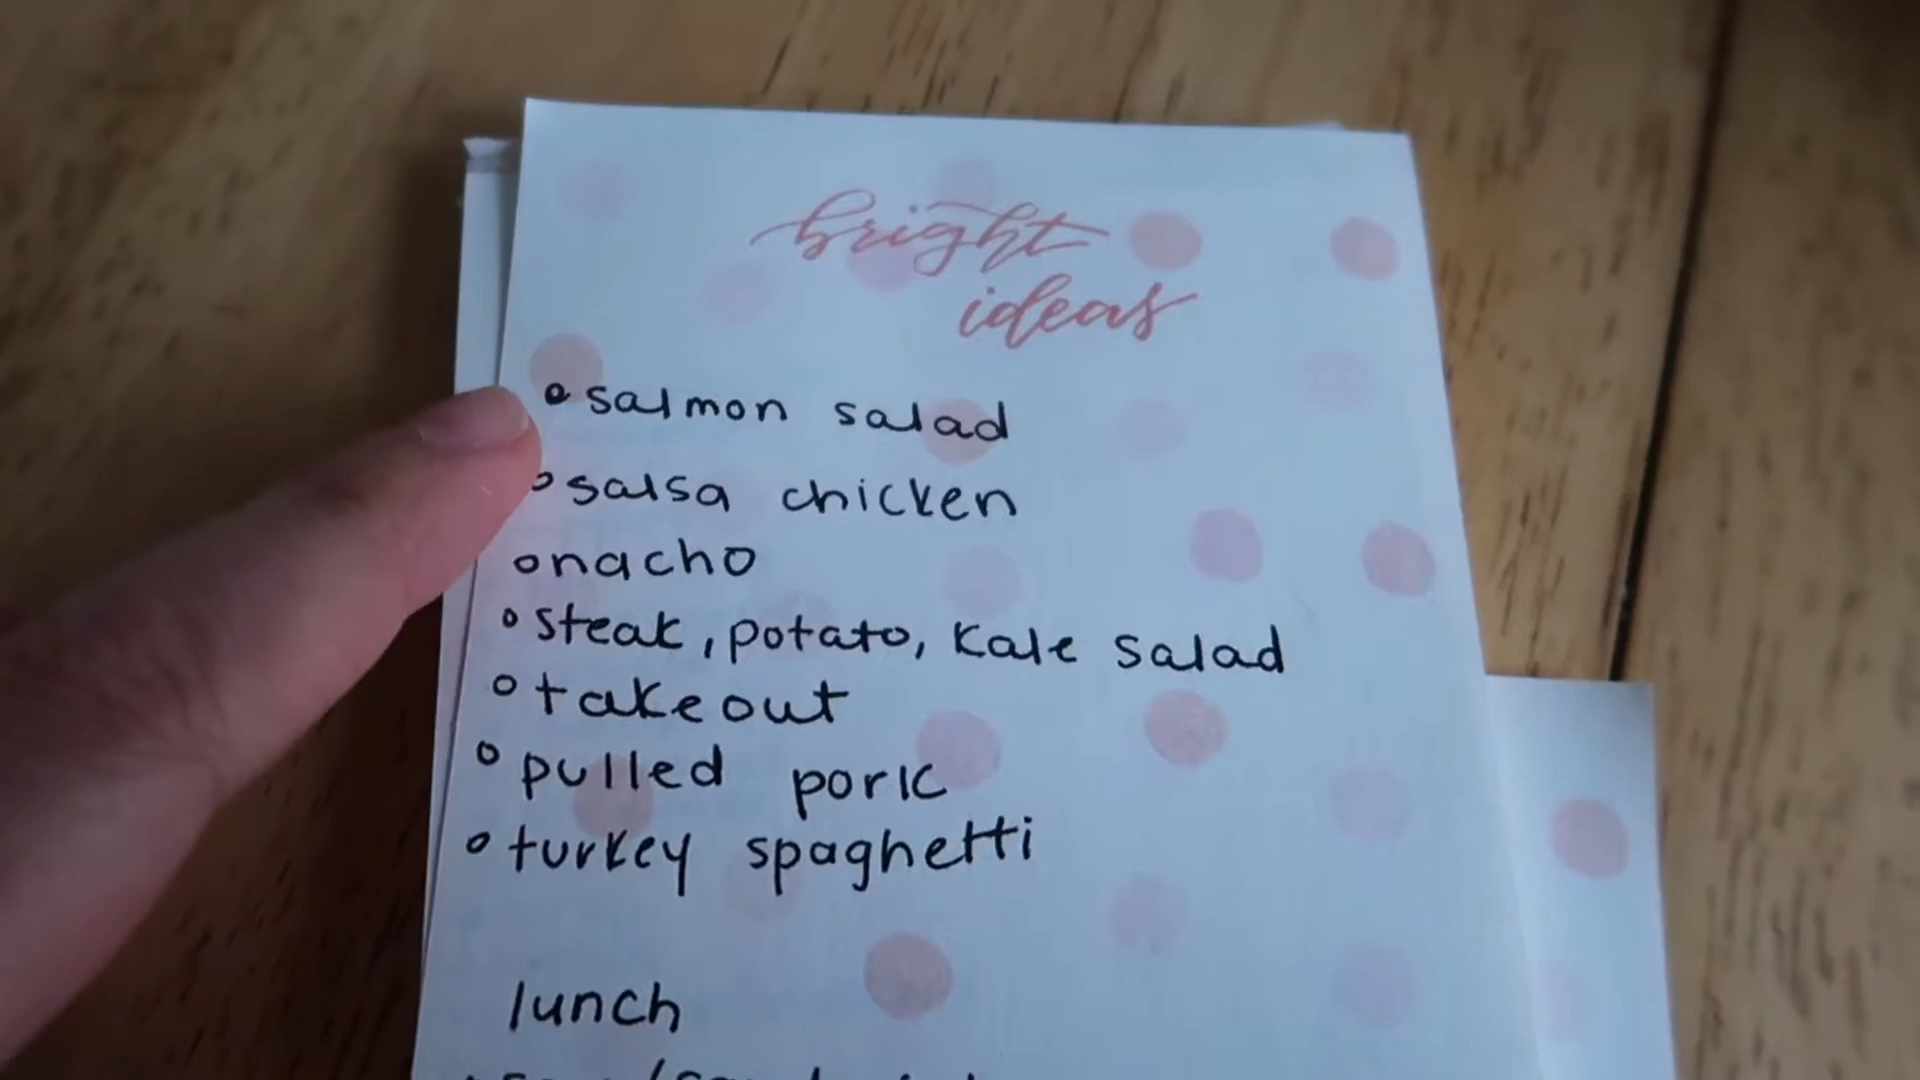 bright
ideas
salmon salad
salsa chicken
nacho
steak, potato, kale salad
takeout
pulled pork
turkey spaghetti
lunch